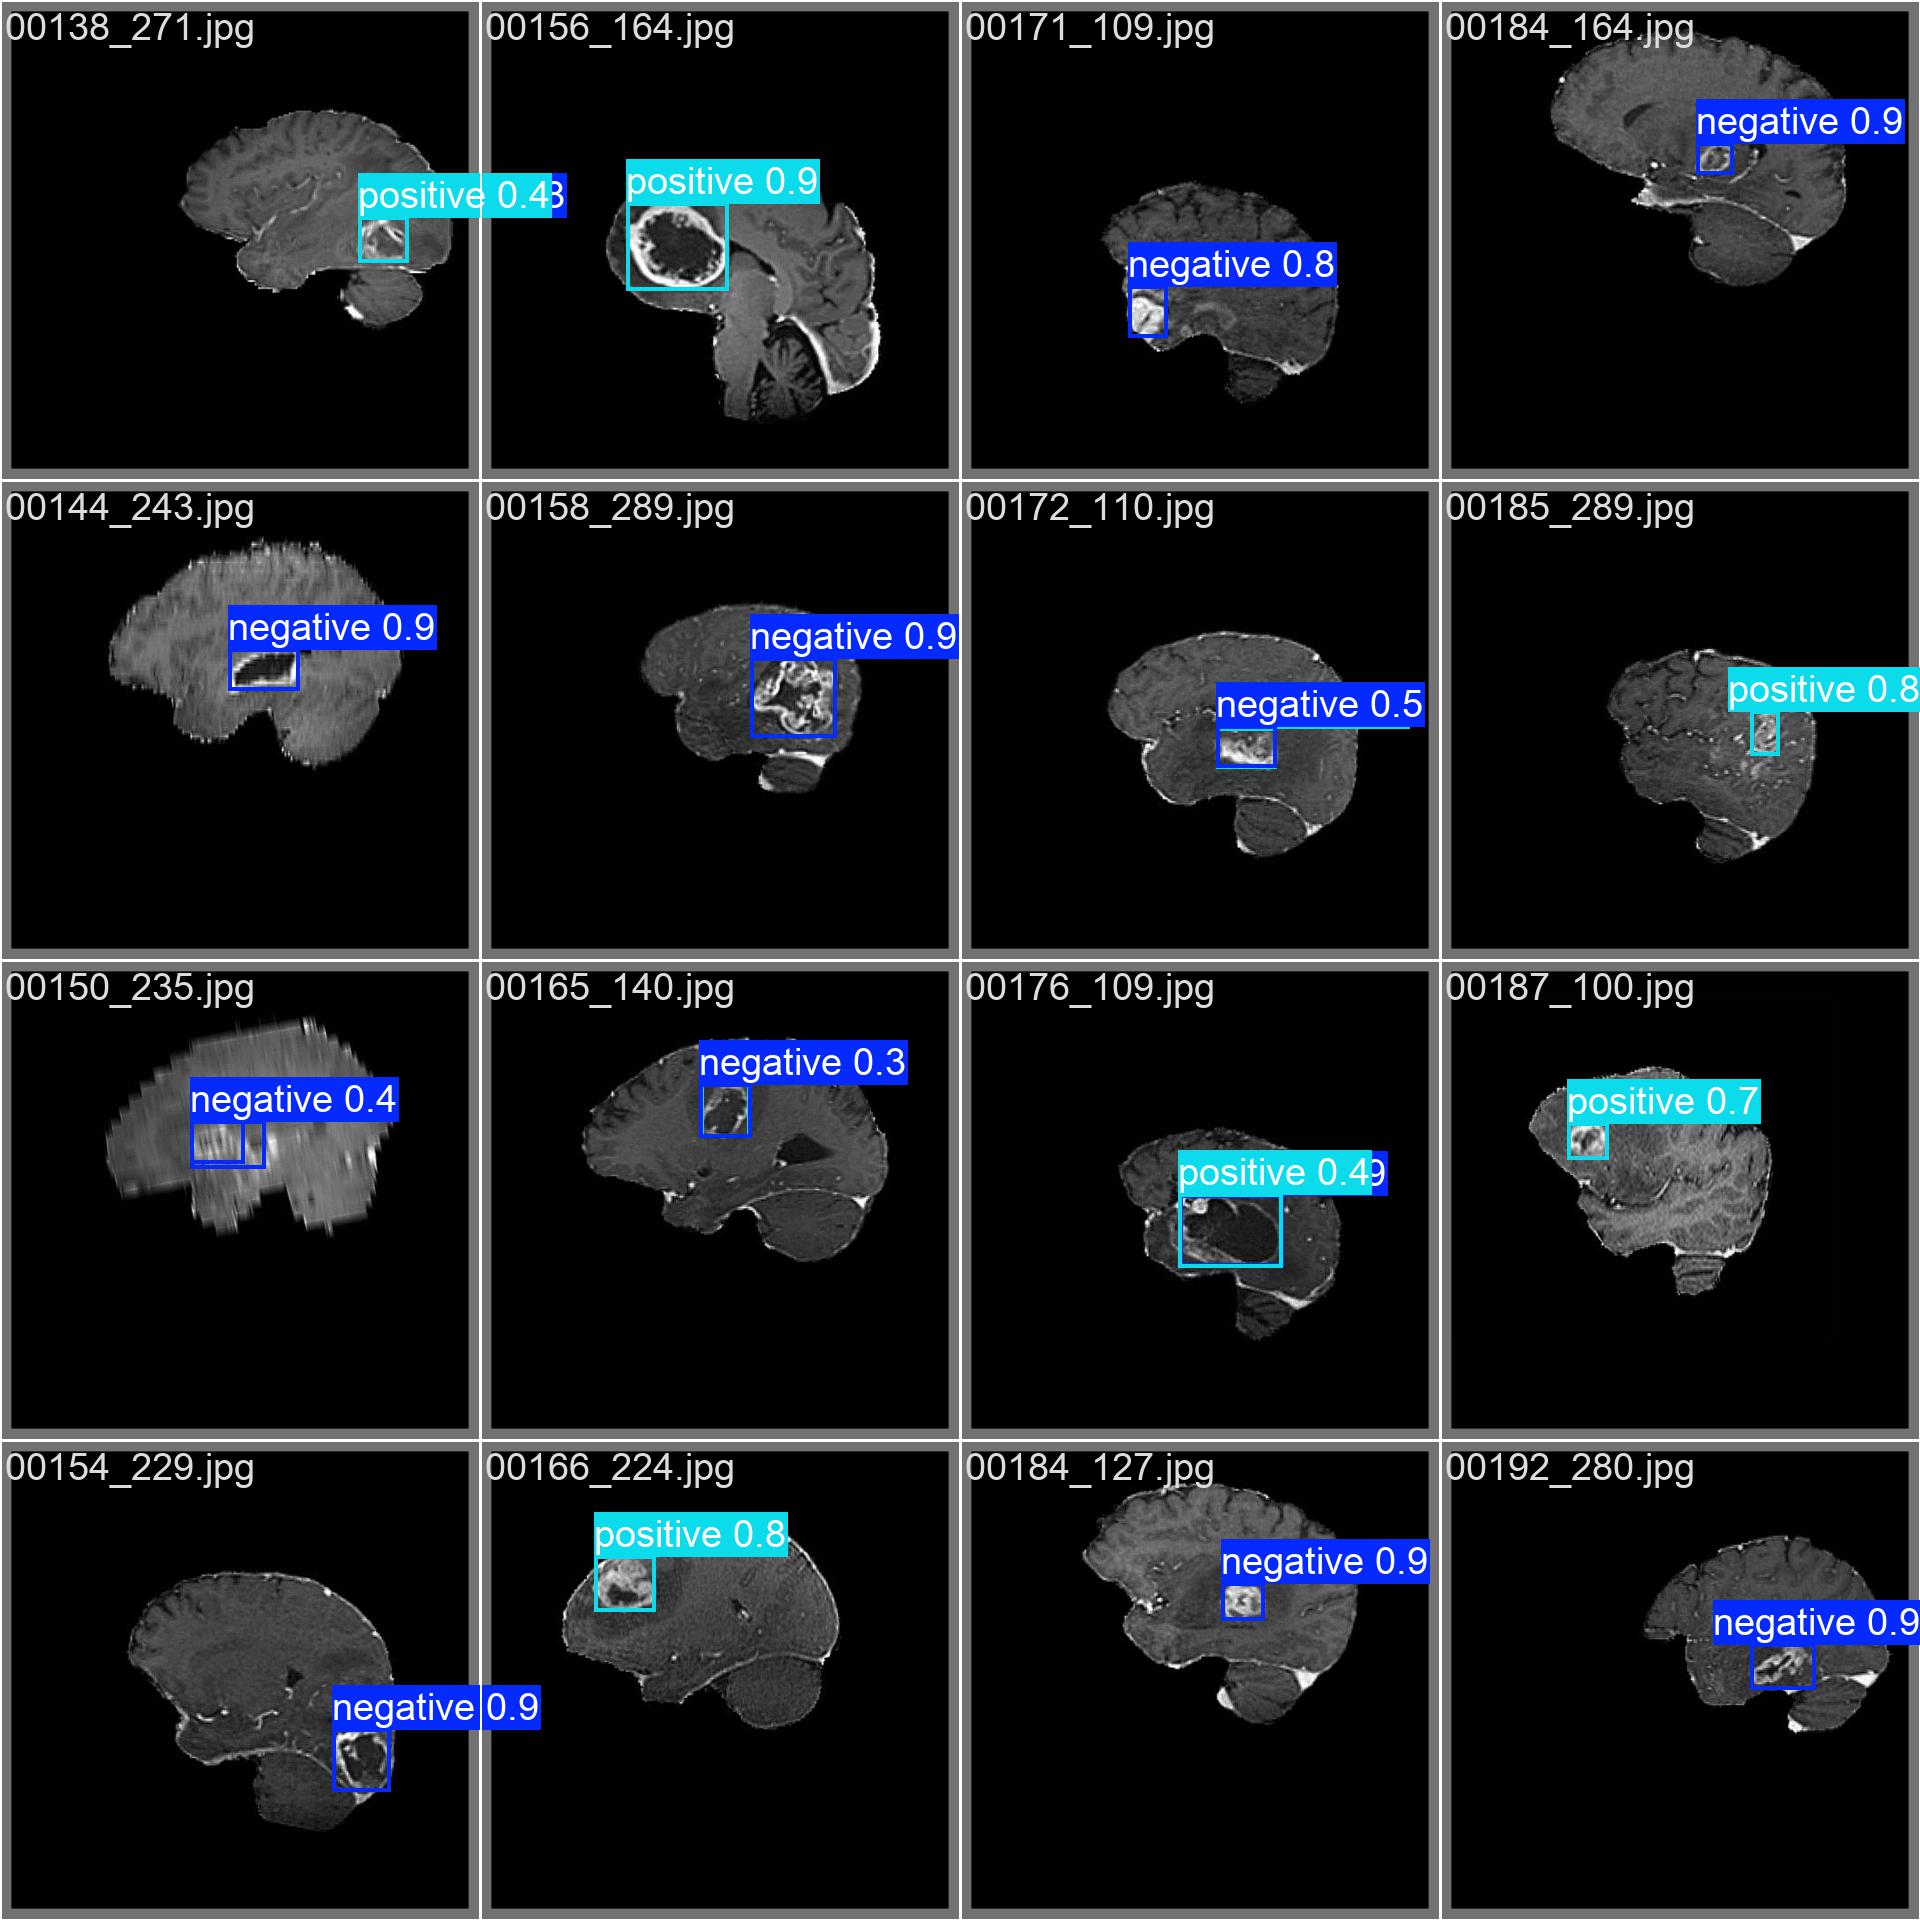 00138_271.jpg
positive 0.4
3
00156_164.jpg
positive 0.9
00171_109.jpg
negative 0.8
00184_164.jpg
negative 0.9
00144_243.jpg
negative 0.9
00158_289.jpg
negative 0.9
00172_110.jpg
negative 0.5
00185_289.jpg
positive 0.8
00150_235.jpg
negative 0.4
00165_140.jpg
negative 0.3
00176_109.jpg
positive 0.4
9
00187_100.jpg
positive 0.7
00154_229.jpg
negative 0.9
00166_224.jpg
positive 0.8
00184_127.jpg
negative 0.9
00192_280.jpg
negative 0.9